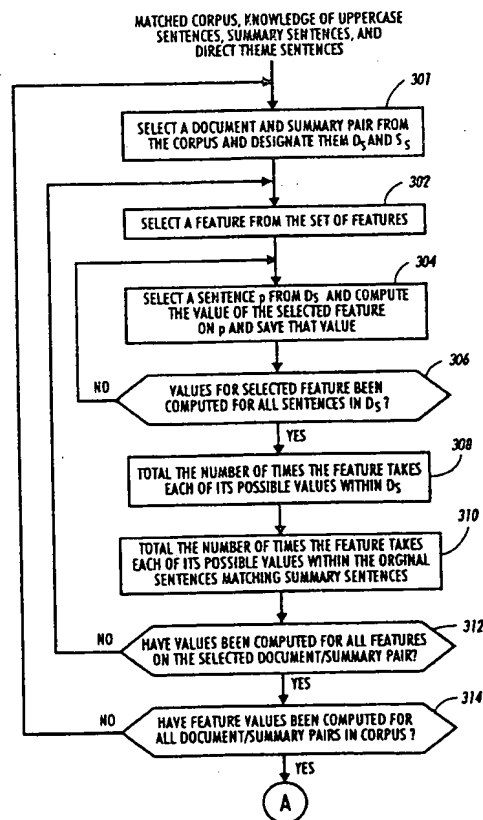 MATCHED CORPUS, KNOWLEDGE OF UPPERCASE
SENTENCES, SUMMARY SENTENCES, AND
DIRECT THEME SENTENCES
301
SELECT A DOCUMENT AND SUMMARY PAIR FROM
THE CORPUS AND DESIGNATE THEM DS AND SS
302
SELECT A FEATURE FROM THE SET OF FEATURES
304
SELECT A SENTENCE p FROM DS AND COMPUTE
THE VALUE OF THE SELECTED FEATURE
ON p AND SAVE THAT VALUE
306
NO
VALUES FOR SELECTED FEATURE BEEN
COMPUTED FOR ALL SENTENCES IN DS?
YES
308
TOTAL THE NUMBER OF TIMES THE FEATURE TAKES
EACH OF ITS POSSIBLE VALUES WITHIN DS
310
TOTAL THE NUMBER OF TIMES THE FEATURE TAKES
EACH OF ITS POSSIBLE VALUES WITHIN THE ORGINAL
SENTENCES MATCHING SUMMARY SENTENCES
312
NO
HAVE VALUES BEEN COMPUTED FOR ALL FEATURES
ON THE SELECTED DOCUMENT/SUMMARY PAIR?
YES
314
NO
HAVE FEATURE VALUES BEEN COMPUTED FOR
ALL DOCUMENT/SUMMARY PAIRS IN CORPUS ?
YES
A